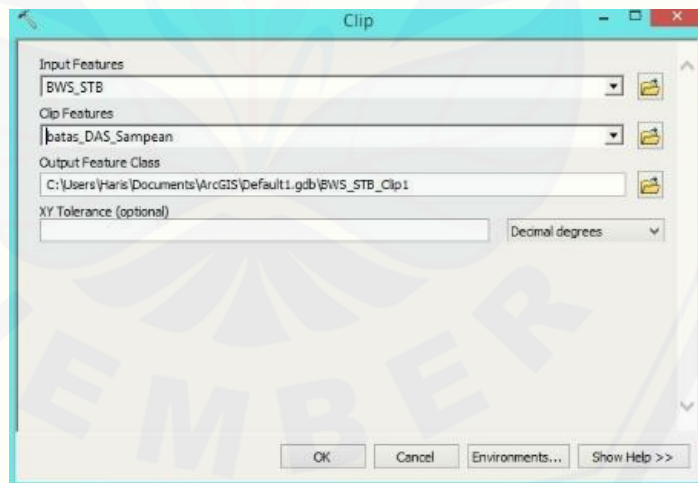 Clip
Input Features
BWS_STB
Clip Features
batas_DAS_Sampean
Output Feature Class
C:\Users\Haris\Documents\ArcGIS\Default1.gdb\BWS_STB_Clip1
XY Tolerance (optional)
Decimal degrees
EMBER
OK Cancel Environments... Show Help >>